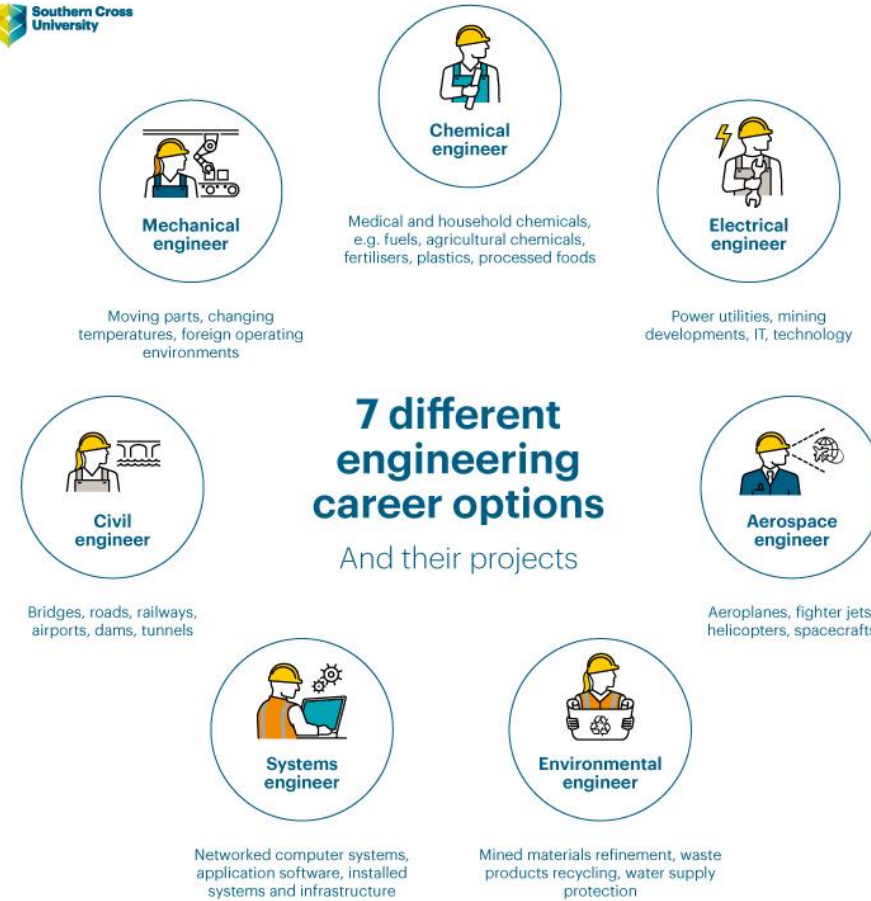 Southern Cross
University
Chemical
engineer
Medical and household chemicals,
e.g. fuels, agricultural chemicals,
fertilisers, plastics, processed foods
Mechanical
engineer
Moving parts, changing
temperatures, foreign operating
environments
Electrical
engineer
Power utilities, mining
developments, IT, technology
7 different
engineering
career options
And their projects
Civil
engineer
Bridges, roads, railways,
airports, dams, tunnels
Aerospace
engineer
Aeroplanes, fighter jets
helicopters, spacecrafts
Systems
engineer
Networked computer systems,
application software, installed
systems and infrastructure
Environmental
engineer
Mined materials refinement, waste
products recycling, water supply
protection